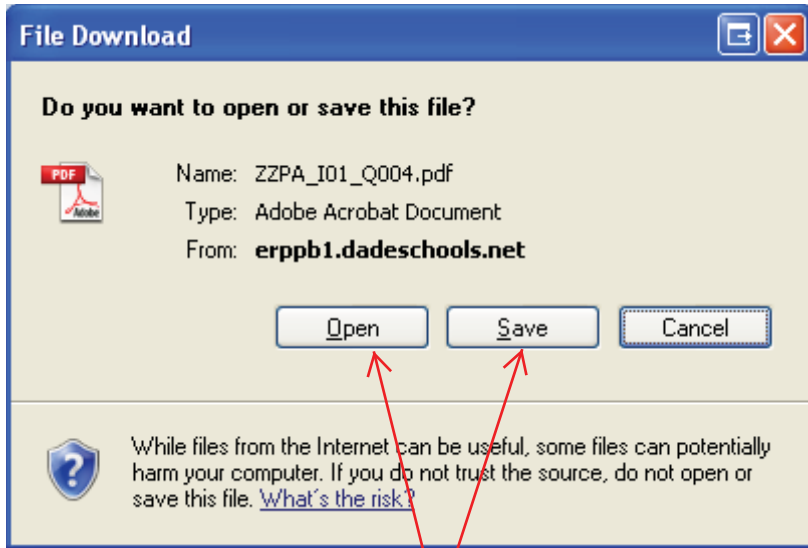 File Download
Do you want to open or save this file?
PDF
Adobe
Name: ZZPA_I01_Q004.pdf
Type: Adobe Acrobat Document
From: erppb1.dadeschools.net
Open Save Cancel
?
While files from the Internet can be useful, some files can potentially
harm your computer. If you do not trust the source, do not open or
save this file. What's the risk?